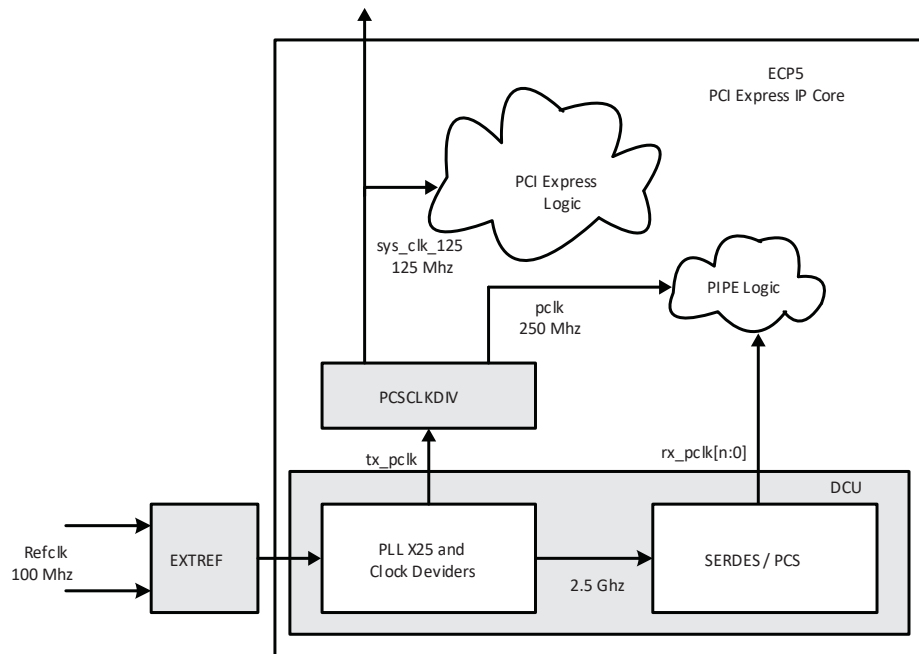 ECP5
PCI Express IP Core
PCI Express
Logic
sys_clk_125
125 Mhz
PIPE Logic
pclk
250 Mhz
PCSCLKDIV
tx_pclk
rx_pclk[n:0]
DCU
Refclk
100 Mhz
EXTREF
PLL X25 and
Clock Deviders
2.5 Ghz
SERDES / PCS